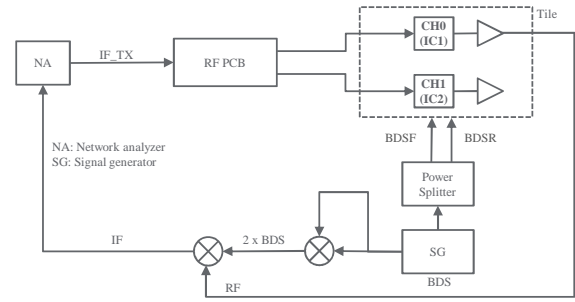 Tile
CH0
(IC1)
NA
IF_TX
RF PCB
CH1
(IC2)
BDSF
BDSR
NA: Network analyzer
SG: Signal generator
Power
Splitter
IF
2 x BDS
SG
BDS
RF